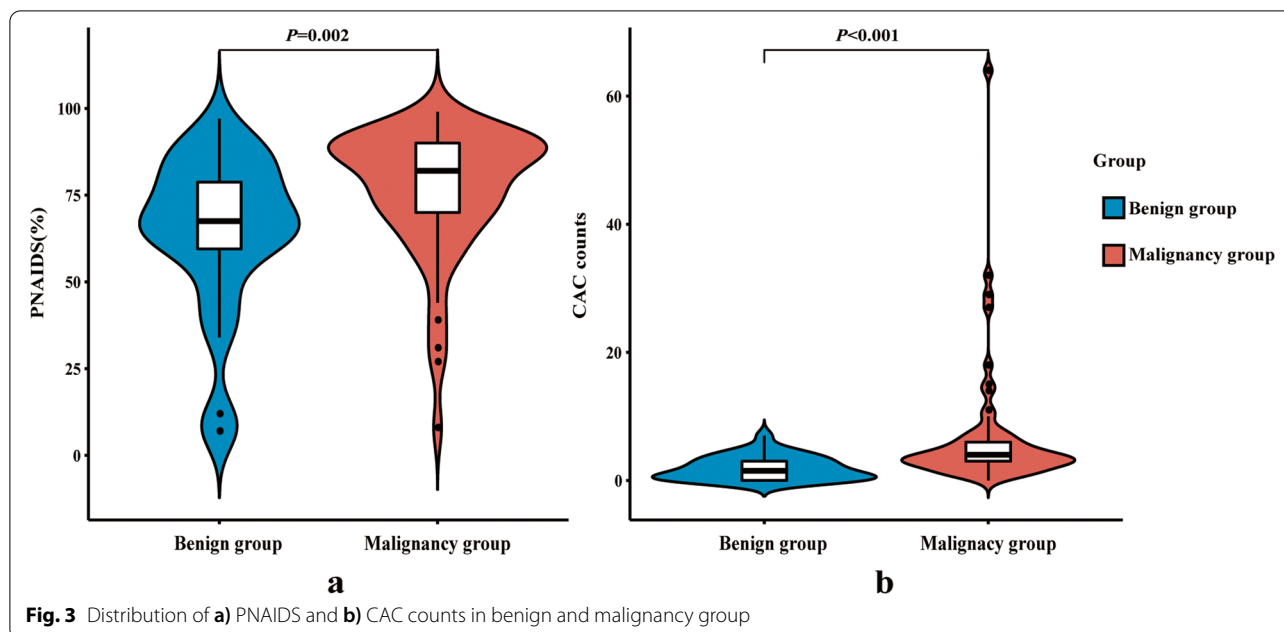 P=0.002
PNAIDS(%)
100
75
50
25
0
Benign group
Malignancy group
a
P<0.001
CAC counts
60
40
20
0
Benign group
Malignacy group
b
Group
Benign group
Malignancy group
Fig. 3 Distribution of a) PNAIDS and b) CAC counts in benign and malignancy group